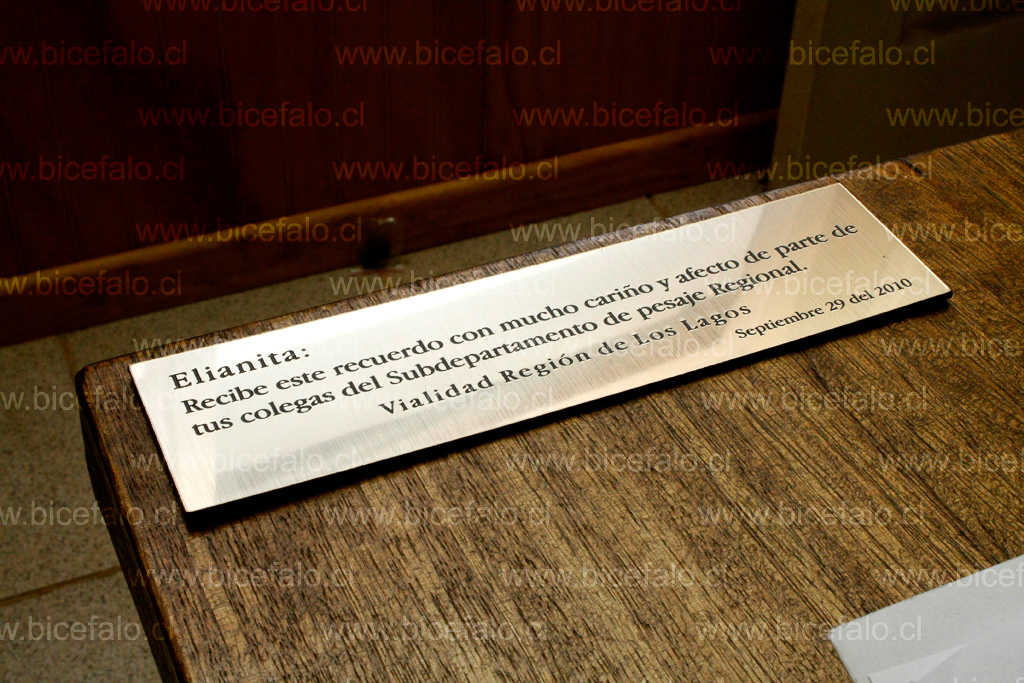 Elianita:
Recibe este recuerdo con mucho cariño y afecto de parte de
tus colegas del Subdepartamento de pesaje Regional.
Vialidad Región de Los Lagos
Septiembre 29 del 2010
www.bicefalo.cl